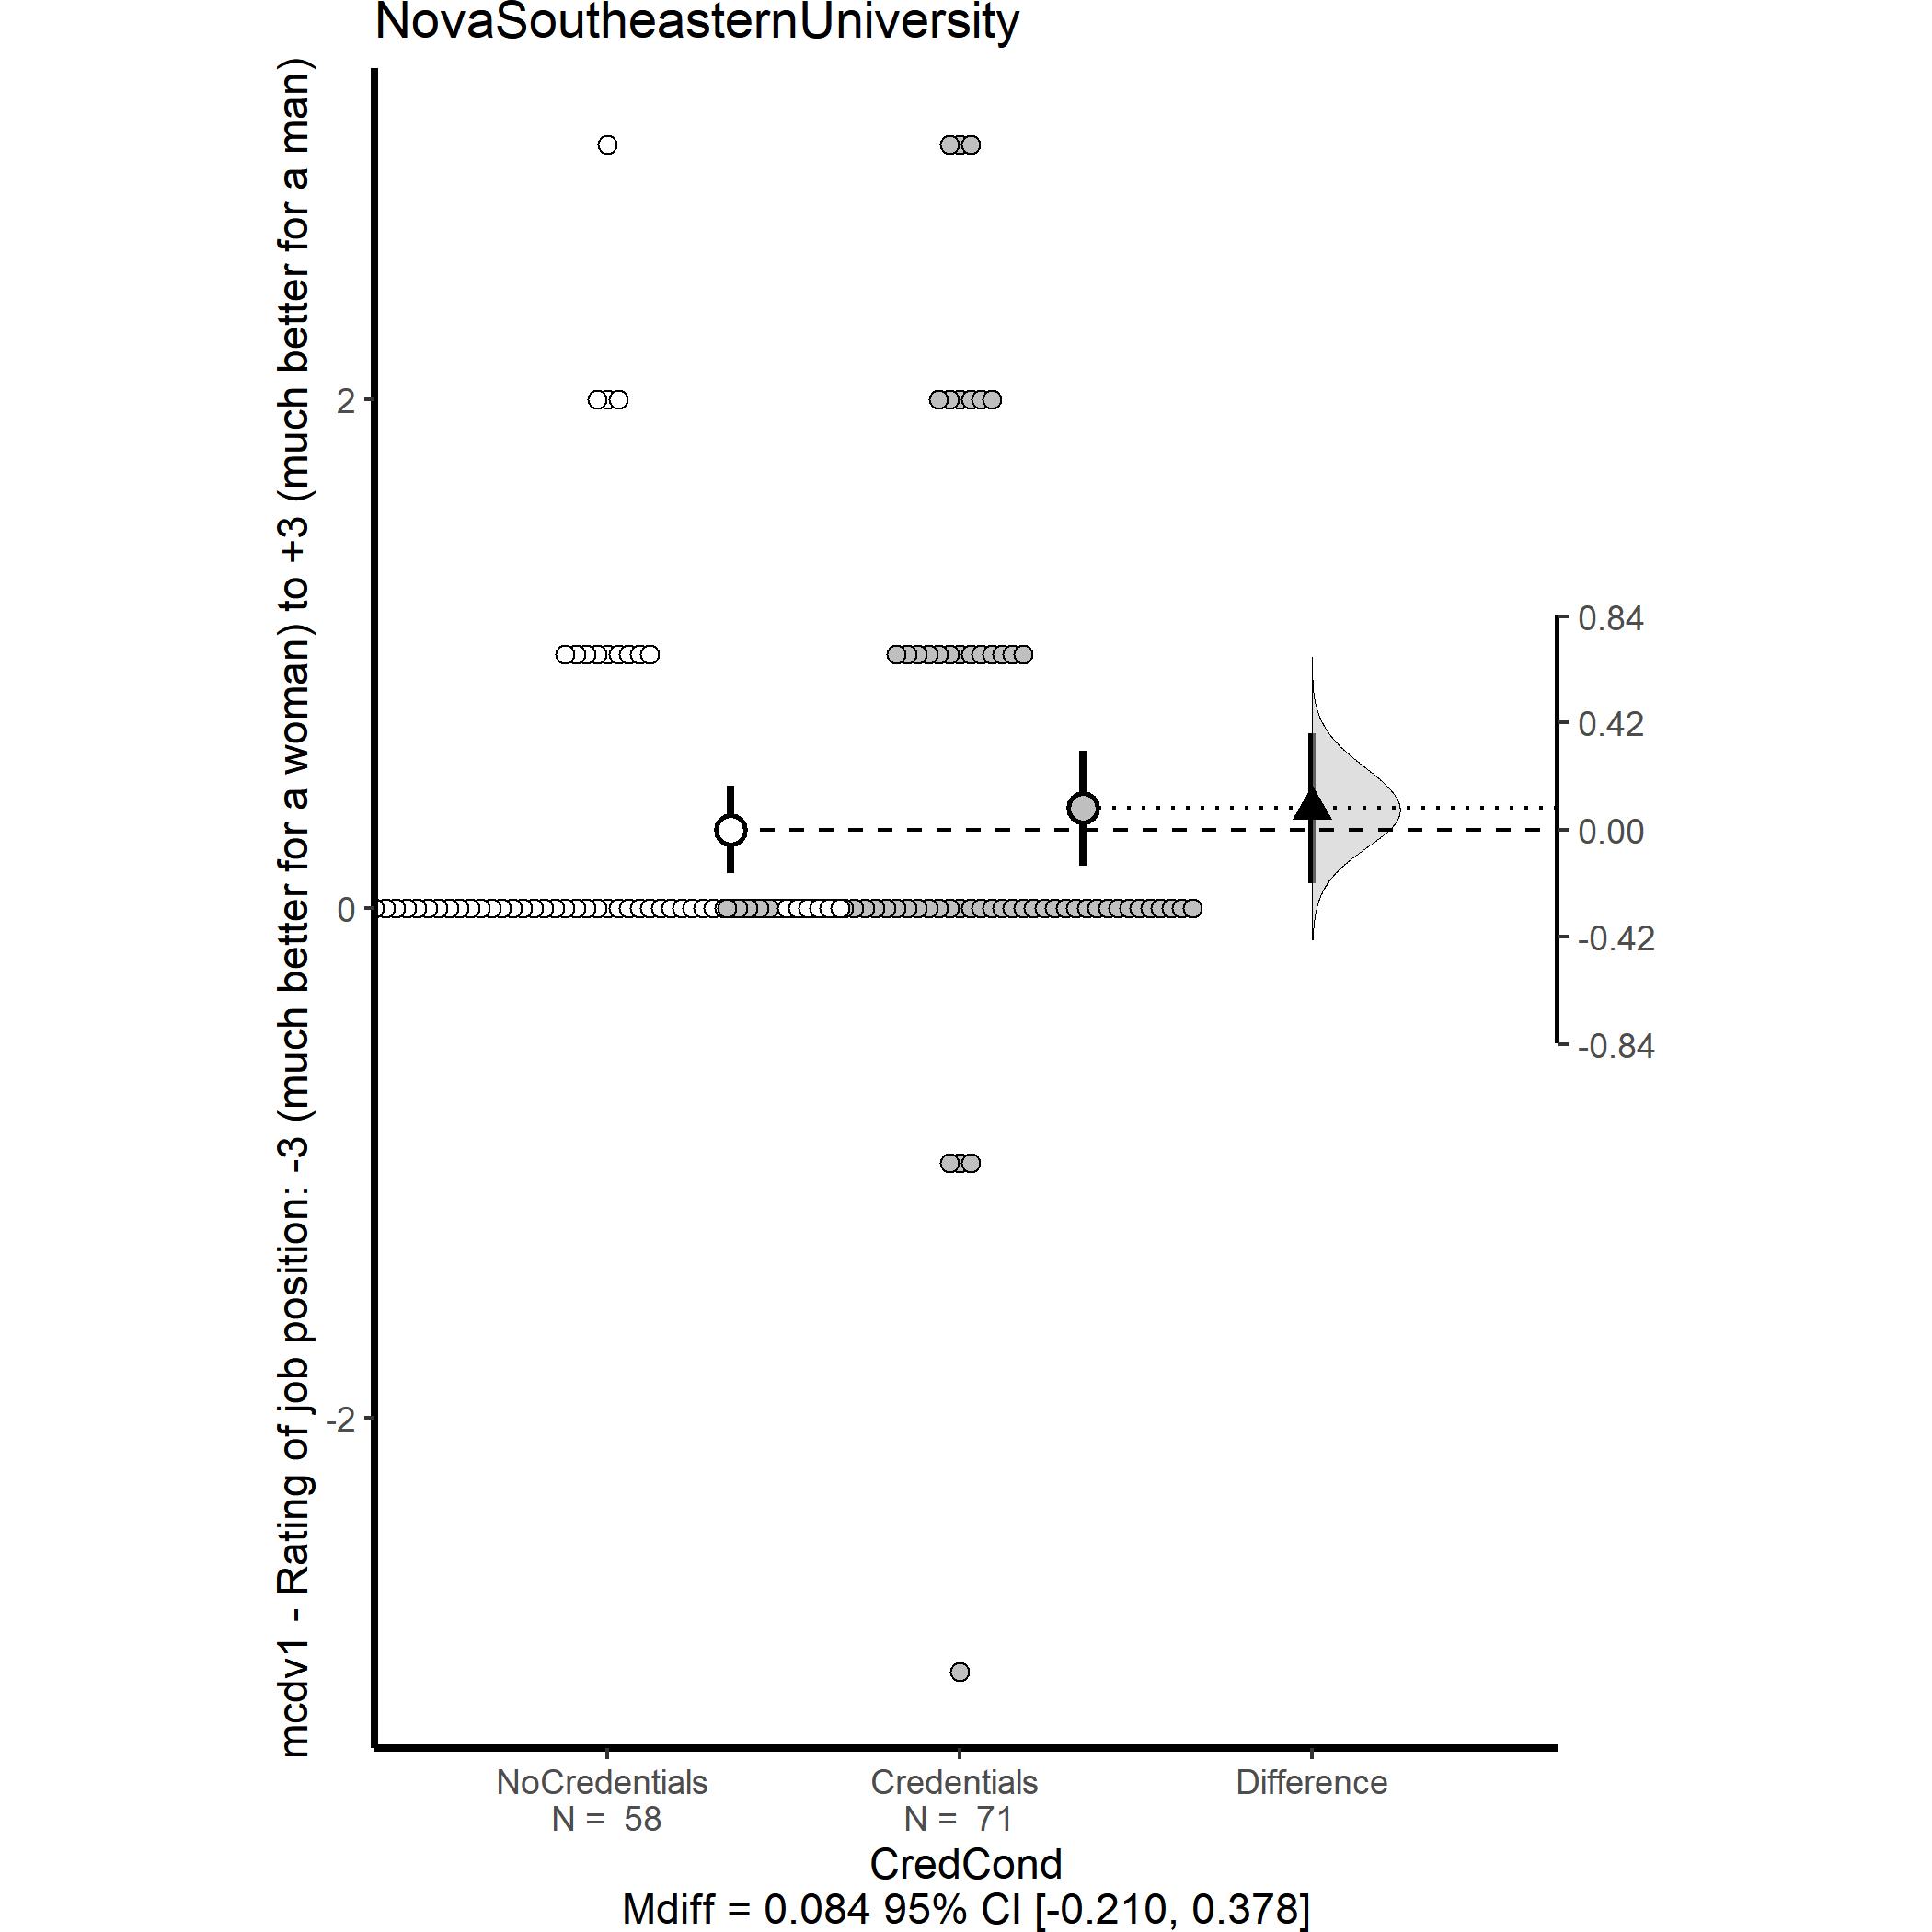 NovaSoutheasternUniversity
mcdv1 - Rating of job position: -3 (much better for a woman) to +3 (much better for a man)
2
0
-2
0.84
0.42
0.00
-0.42
-0.84
NoCredentials
N =  58
Credentials
N =  71
Difference
CredCond
Mdiff = 0.084 95% CI [-0.210, 0.378]